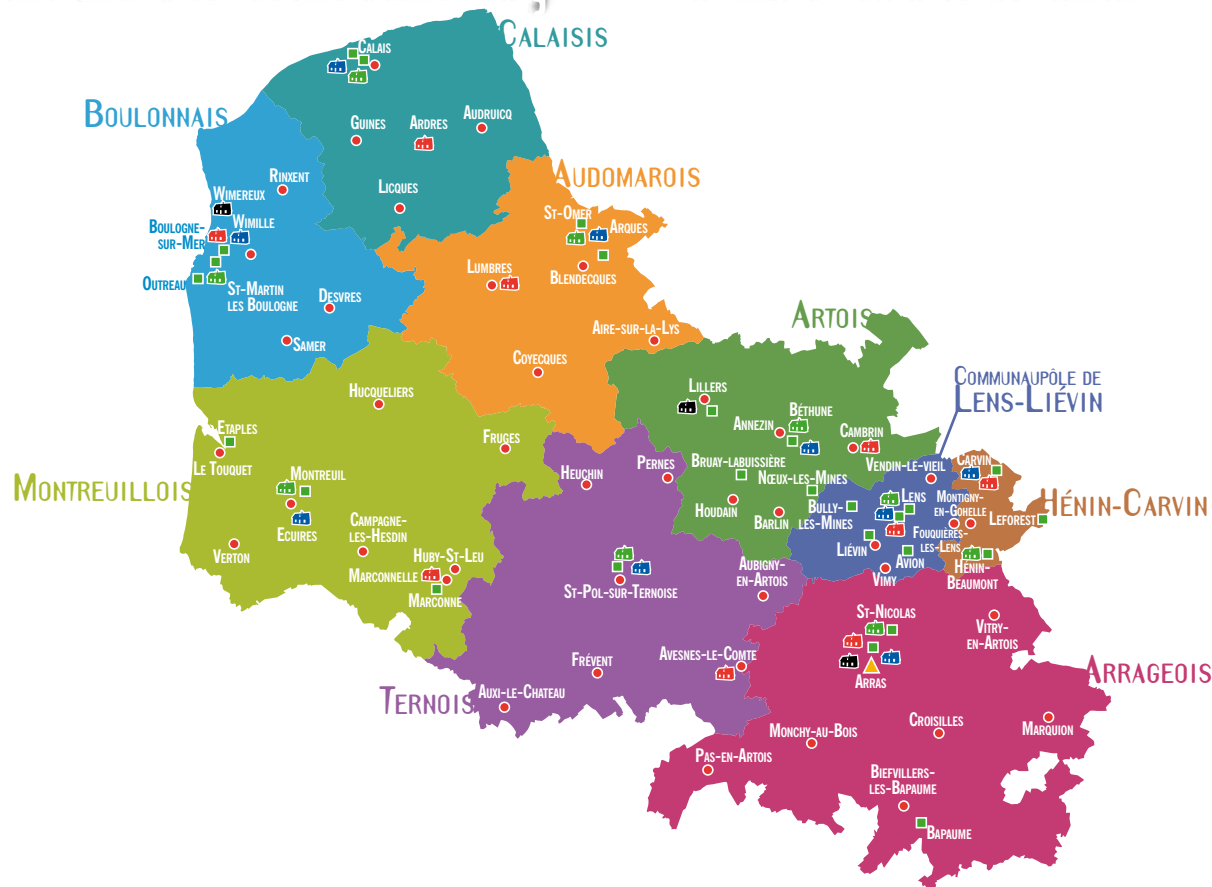 CALAISIS
CALAIS
BOULONNAIS
GUINES
ARDRES
AUDRUICQ
RINXENT
AUDOMAROIS
LICQUES
WIMEREUX
ST-OMER
WIMILLE
ARQUES
BOULOGNE-
SUR-MER
LUMBRES
BLENDECQUES
OUTREAU
ST-MARTIN
LES BOULOGNE
DESVRES
ARTOIS
AIRE-SUR-LA-LYS
SAMER
COYECQUES
COMMUNAUPÔLE DE
LENS-LIÉVIN
HUCQUELIERS
LILLERS
BÉTHUNE
ETAPLES
ANNEZIN
CAMBRIN
FRUGES
LE TOUQUET
HEUCHIN
PERNES
BRUAY-LABUISSIÈRE
VENDIN-LE-VIEIL
CARVIN
MONTREUIL
NŒUX-LES-MINES
MONTREUILLOIS
LENS
MONTIGNY-
EN-GOHELLE
HÉNIN-CARVIN
HOUDAIN
BULLY-
LES-MINES
BARLIN
LEFOREST
ECUIRES
CAMPAGNE-
LES-HESDIN
FOUQUIÈRES-
LES-LENS
LIÉVIN
VERTON
HUBY-ST-LEU
AVION
HÉNIN-
BEAUMONT
MARCONNELLE
AUBIGNY-
EN-ARTOIS
VIMY
MARCONNE
ST-POL-SUR-TERNOISE
ST-NICOLAS
VITRY-
EN-ARTOIS
FRÉVENT
AVESNES-LE-COMTE
ARRAS
ARRAGEOIS
TERNOIS
AUXI-LE-CHATEAU
MONCHY-AU-BOIS
CROISILLES
MARQUION
PAS-EN-ARTOIS
BIEFVILLERS-
LES-BAPAUME
BAPAUME